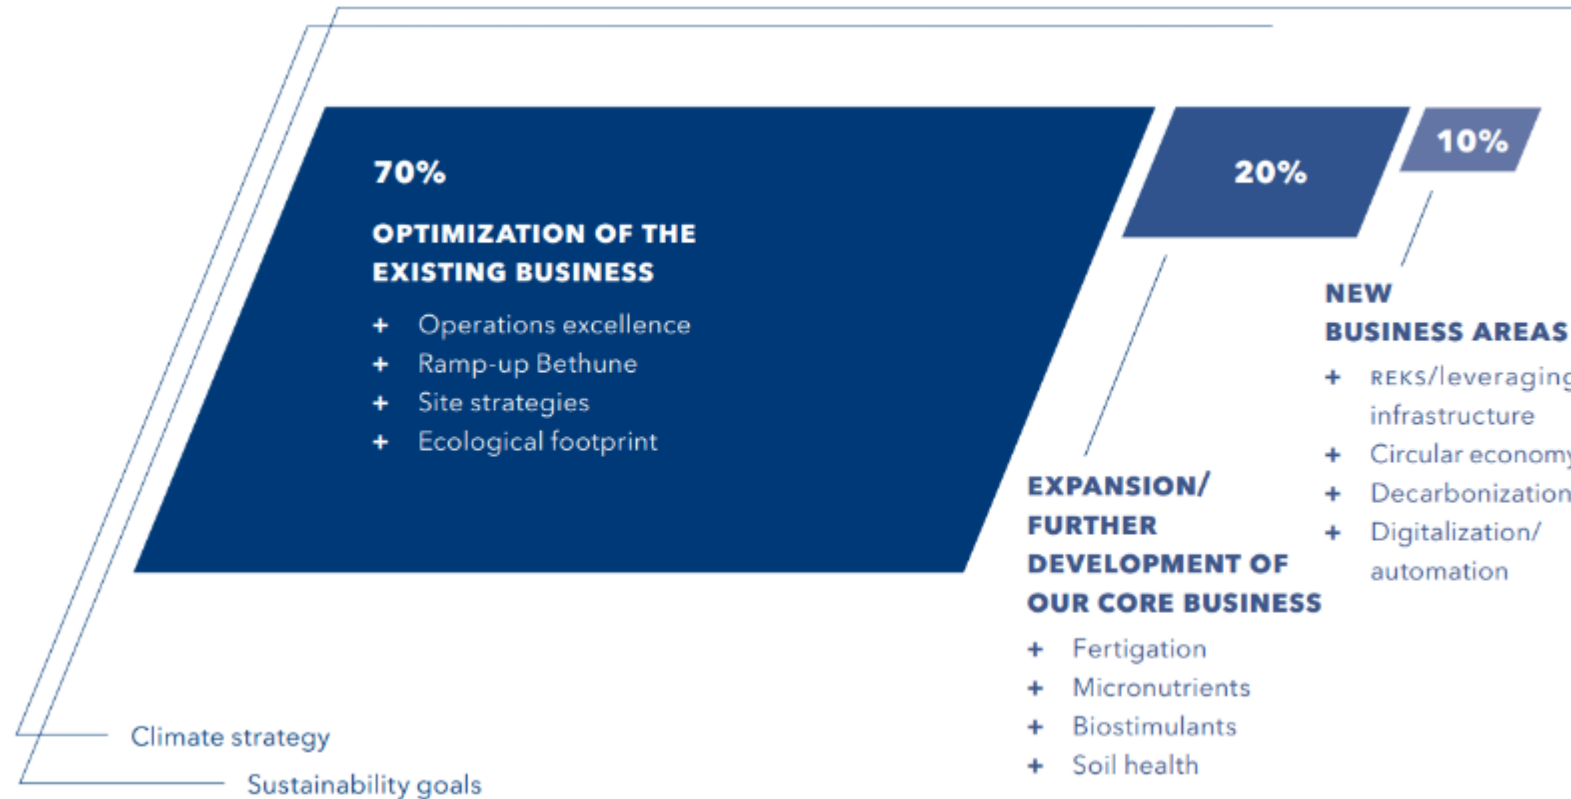 70%
OPTIMIZATION OF THE
EXISTING BUSINESS
+ Operations excellence
+ Ramp-up Bethune
+ Site strategies
+ Ecological footprint
20%
EXPANSION/
FURTHER
DEVELOPMENT OF
OUR CORE BUSINESS
+ Fertigation
+ Micronutrients
+ Biostimulants
+ Soil health
10%
NEW
BUSINESS AREAS
+ REKS/leveraging
infrastructure
+ Circular economy
+ Decarbonization
+ Digitalization/
automation
Climate strategy
Sustainability goals